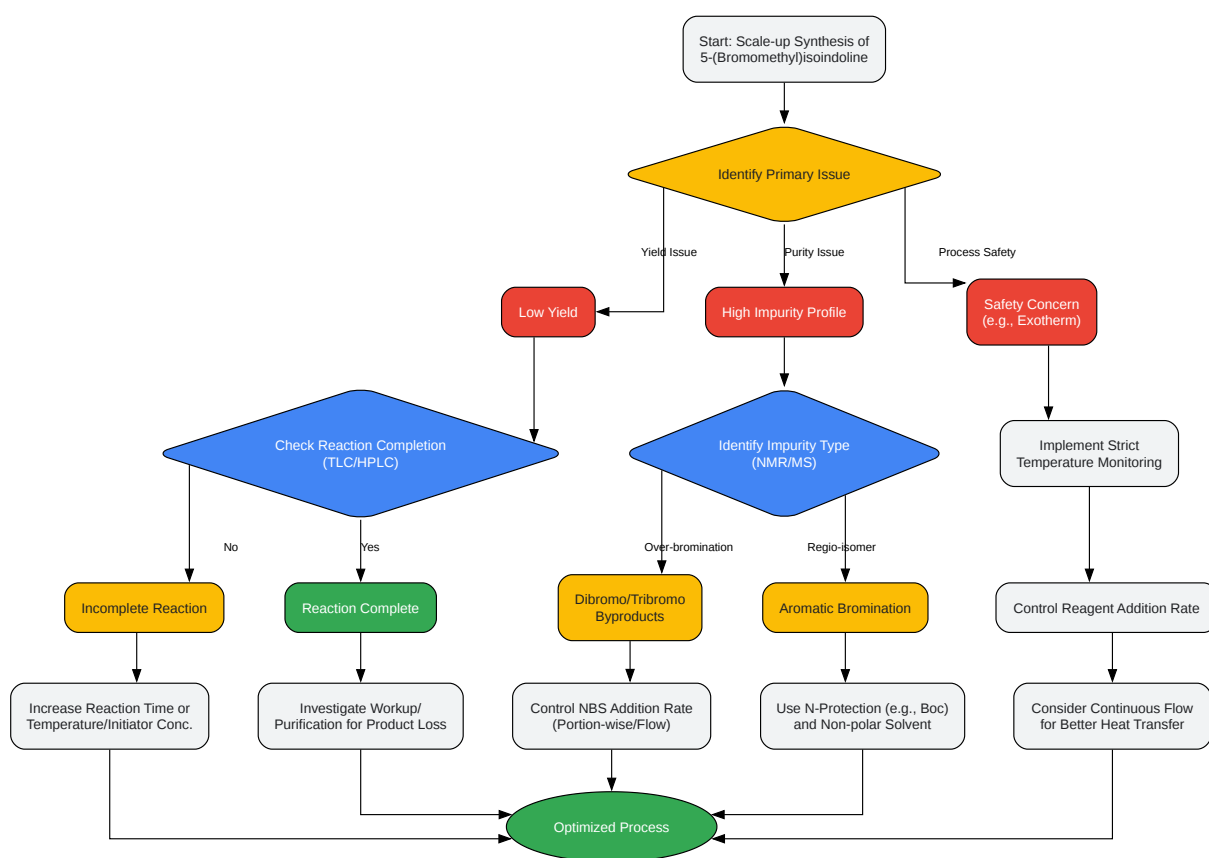 Start: Scale-up Synthesis of
5-(Bromomethyl)isoindoline
Identify Primary Issue
Yield Issue
Purity Issue
Process Safety
Low Yield
High Impurity Profile
Safety Concern
(e.g., Exotherm)
Check Reaction Completion
(TLC/HPLC)
Identify Impurity Type
(NMR/MS)
Implement Strict
Temperature Monitoring
No
Yes
Over-bromination
Regio-isomer
Incomplete Reaction
Reaction Complete
Dibromo/Tribromo
Byproducts
Aromatic Bromination
Control Reagent Addition Rate
Increase Reaction Time or
Temperature/Initiator Conc.
Investigate Workup/
Purification for Product Loss
Control NBS Addition Rate
(Portion-wise/Flow)
Use N-Protection (e.g., Boc)
and Non-polar Solvent
Consider Continuous Flow
for Better Heat Transfer
Optimized Process